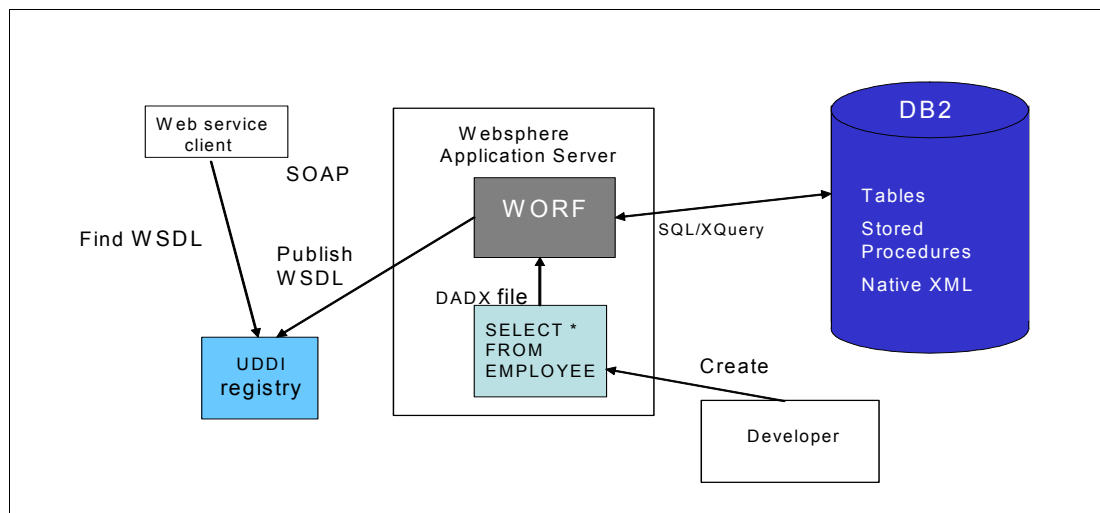 Web service
client
SOAP
Find WSDL
Publish
WSDL
UDDI
registry
Websphere
Application Server
WORF
DADX file
SELECT *
FROM
EMPLOYEE
SQL/XQuery
DB2
Tables
Stored
Procedures
Native XML
Create
Developer